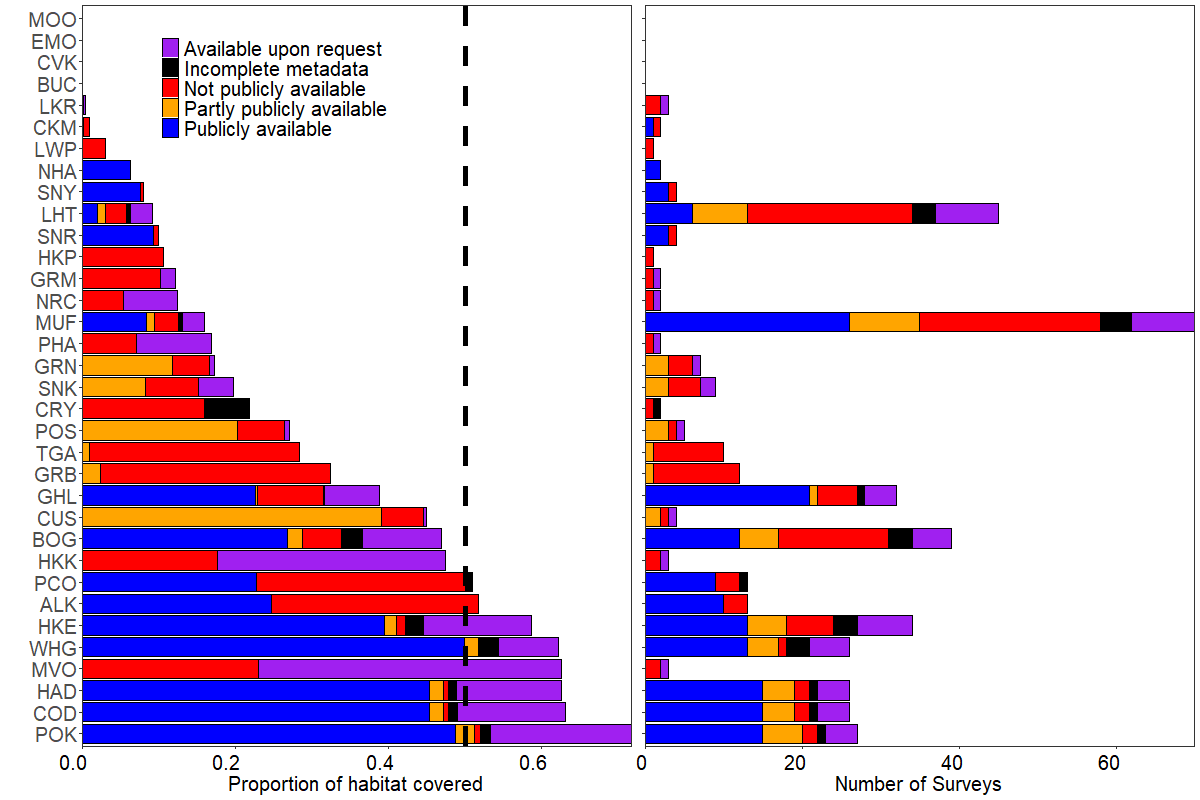 MOO
EMO
CVK
BUC
LKR
CKM
LWP
NHA
SNY
LHT
SNR
HKP
GRM
NRC
MUF
PHA
GRN
SNK
CRY
POS
TGA
GRB
GHL
CUS
BOG
HKK
PCO
ALK
HKE
WHG
MVO
HAD
COD
POK
Available upon request
Incomplete metadata
Not publicly available
Partly publicly available
Publicly available
0.0 0.2 0.4 0.6
Proportion of habitat covered
0 20 40 60
Number of Surveys